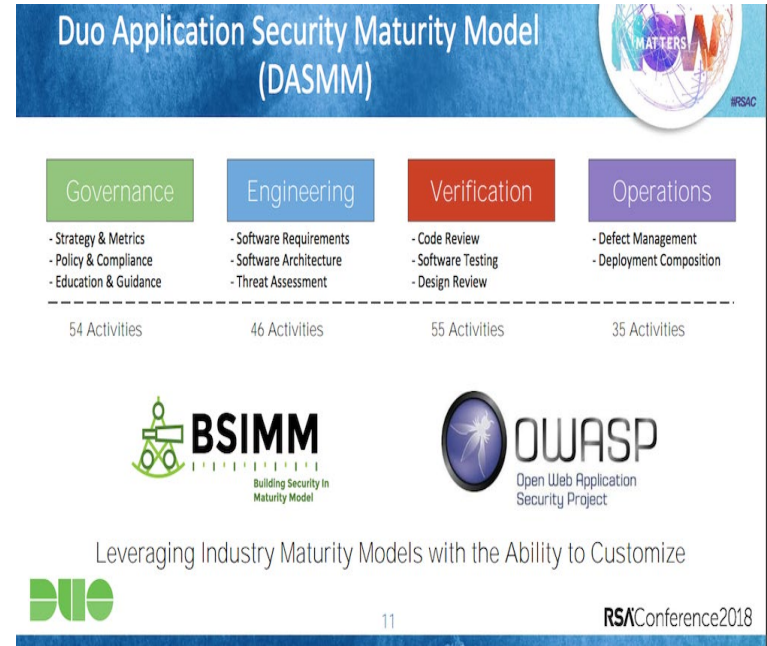 Duo Application Security Maturity Model
(DASMM)
MATTERS
NOW
#RSAC
Governance
- Strategy & Metrics
- Policy & Compliance
- Education & Guidance
54 Activities
Engineering
- Software Requirements
- Software Architecture
- Threat Assessment
46 Activities
Verification
- Code Review
- Software Testing
- Design Review
55 Activities
Operations
- Defect Management
- Deployment Composition
35 Activities
BSIMM
Building Security In
Maturity Model
OWASP
Open Web Application
Security Project
Leveraging Industry Maturity Models with the Ability to Customize
DUO
11
RSAConference2018